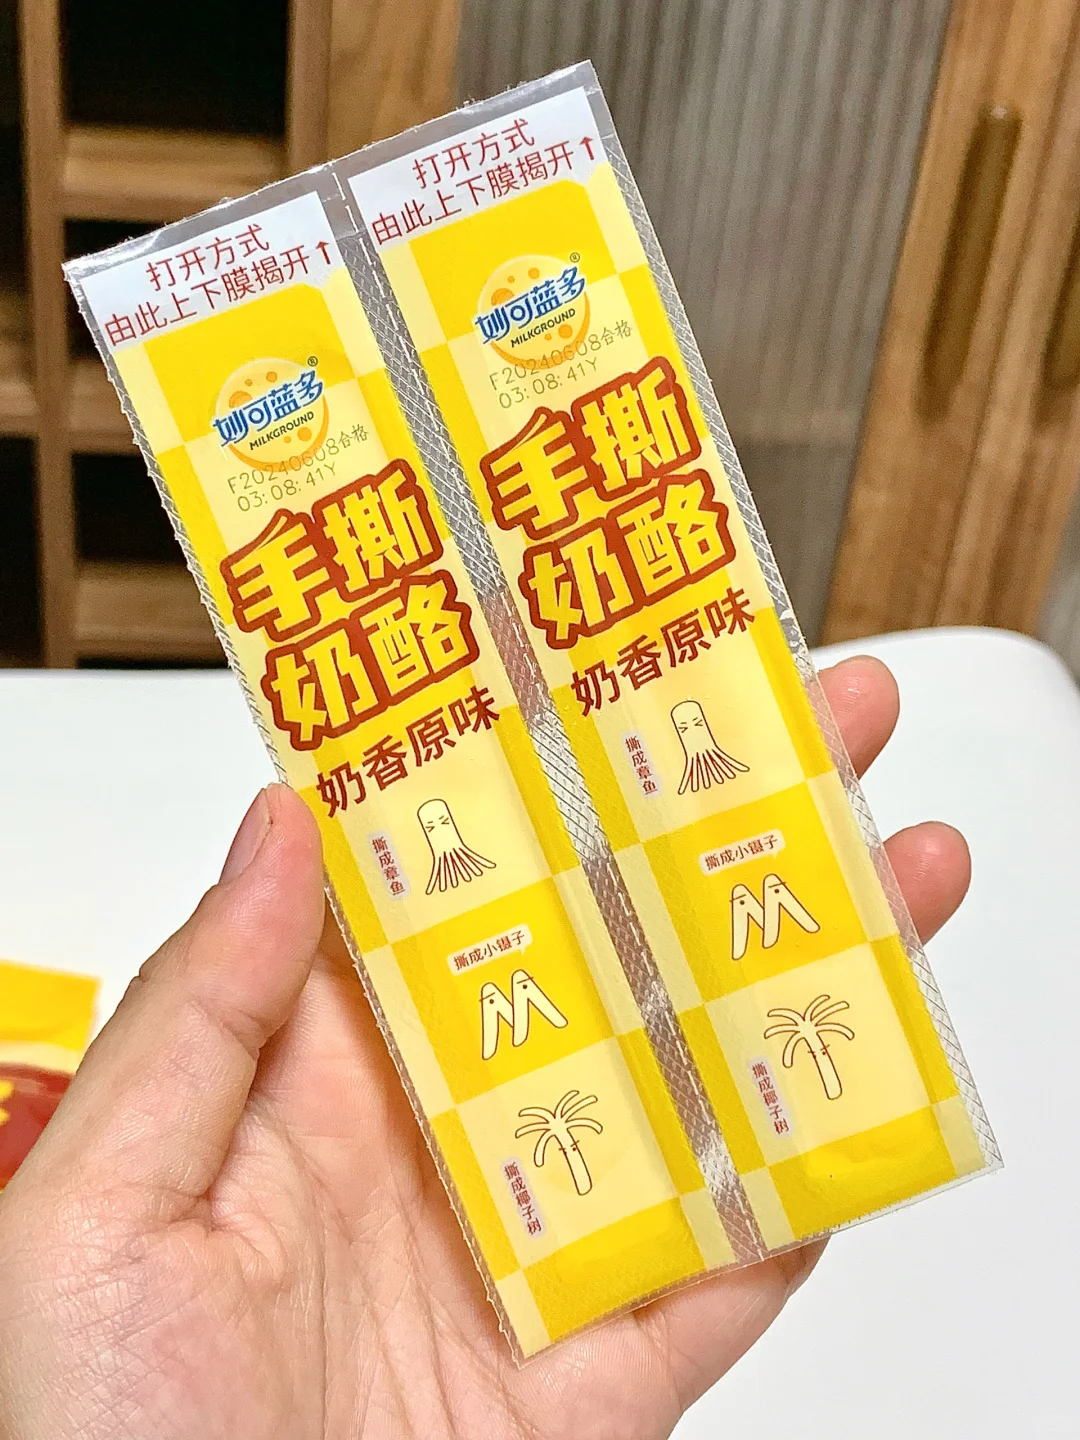 打开方式
由此上下膜揭开↑
妙可蓝多®
MILKGROUND
F20240608合格
03:08:41Y
手撕
奶酪
奶香原味
撕成章鱼
撕成小镊子
撕成椰子树
打开方式
由此上下膜揭开↑
妙可蓝多®
MILKGROUND
F20240608合格
03:08:41Y
手撕
奶酪
奶香原味
撕成章鱼
撕成小镊子
撕成椰子树